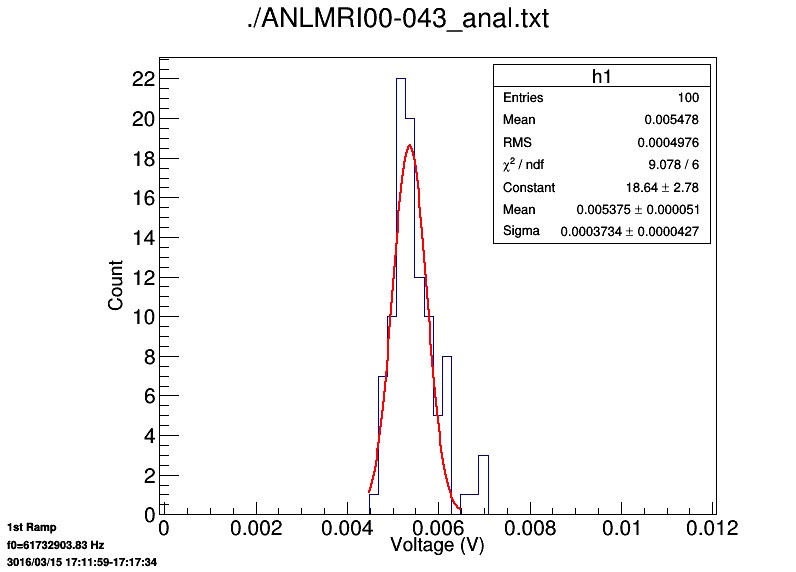 ./ANLMRI00-043_anal.txt
h1
Entries 100
Mean 0.005478
RMS 0.0004976
χ² / ndf 9.078 / 6
Constant 18.64 ± 2.78
Mean 0.005375 ± 0.000051
Sigma 0.0003734 ± 0.0000427
Count
22
20
18
16
14
12
10
8
6
4
2
0
0 0.002 0.004 0.006 0.008 0.01 0.012
Voltage (V)
1st Ramp
f0=61732903.83 Hz
3016/03/15 17:11:59-17:17:34